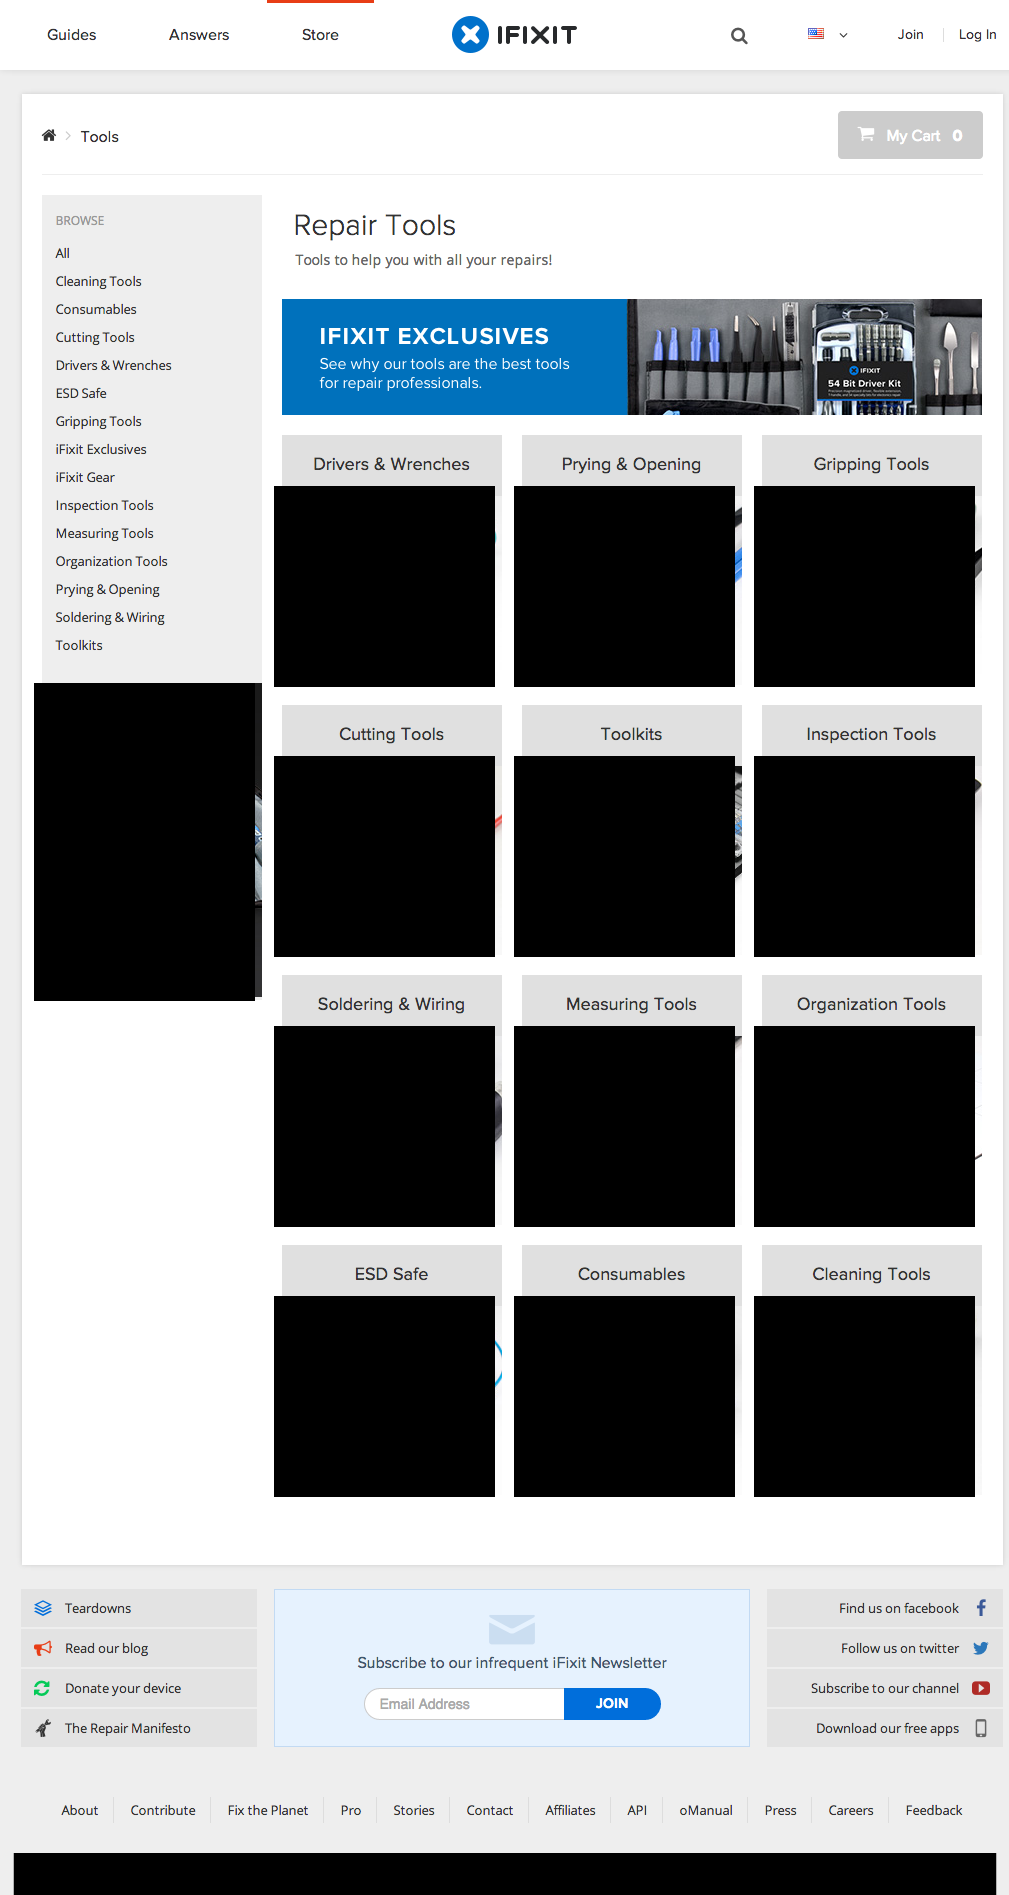 Guides
Answers
Store
IFIXIT
Join
Log In
Tools
My Cart 0
BROWSE
All
Cleaning Tools
Consumables
Cutting Tools
Drivers & Wrenches
ESD Safe
Gripping Tools
iFixit Exclusives
iFixit Gear
Inspection Tools
Measuring Tools
Organization Tools
Prying & Opening
Soldering & Wiring
Toolkits
Repair Tools
Tools to help you with all your repairs!
IFIXIT EXCLUSIVES
See why our tools are the best tools
for repair professionals.
IFIXIT
54 Bit Driver Kit
Drivers & Wrenches
Prying & Opening
Gripping Tools
Cutting Tools
Toolkits
Inspection Tools
Soldering & Wiring
Measuring Tools
Organization Tools
ESD Safe
Consumables
Cleaning Tools
Teardowns
Read our blog
Donate your device
The Repair Manifesto
Subscribe to our infrequent iFixit Newsletter
Email Address
JOIN
Find us on facebook
Follow us on twitter
Subscribe to our channel
Download our free apps
About
Contribute
Fix the Planet
Pro
Stories
Contact
Affiliates
API
oManual
Press
Careers
Feedback